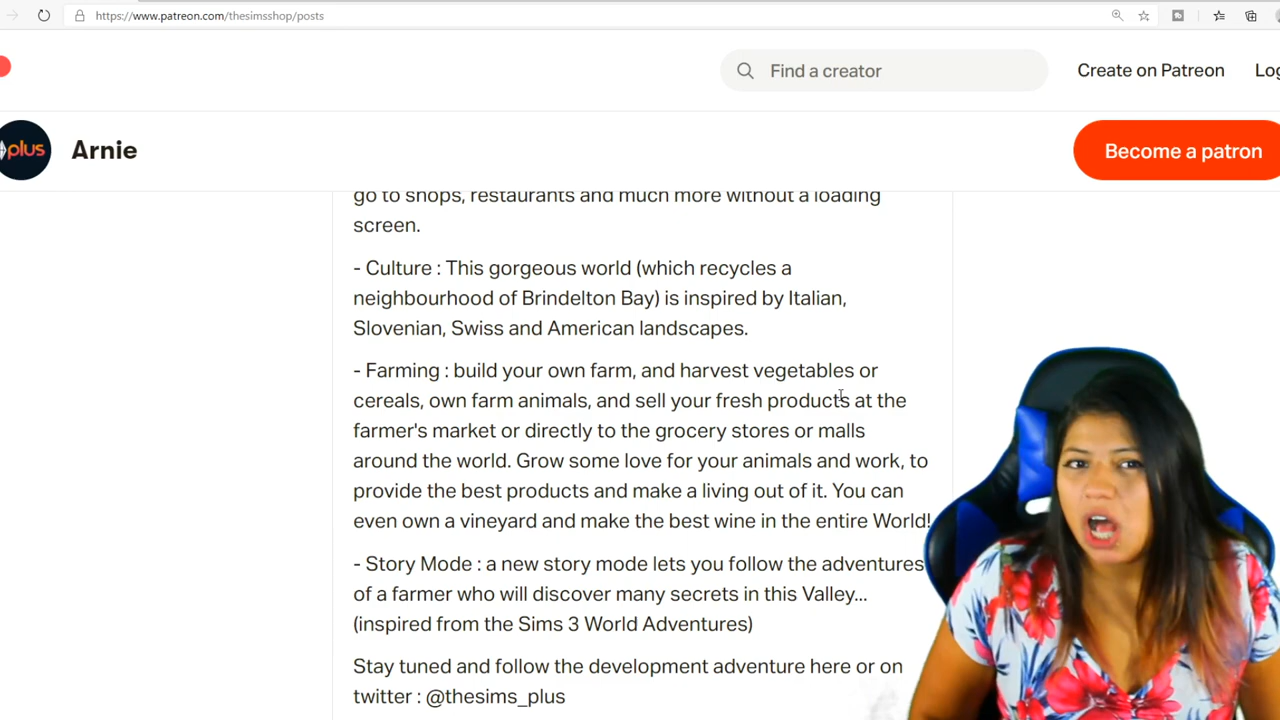 https://www.patreon.com/thesimsshop/posts
Find a creator
Create on Patreon
Log
plus
Arnie
Become a patron
go to shops, restaurants and much more without a loading
screen.
- Culture : This gorgeous world (which recycles a
neighbourhood of Brindelton Bay) is inspired by Italian,
Slovenian, Swiss and American landscapes.
- Farming : build your own farm, and harvest vegetables or
cereals, own farm animals, and sell your fresh products at the
farmer's market or directly to the grocery stores or malls
around the world. Grow some love for your animals and work, to
provide the best products and make a living out of it. You can
even own a vineyard and make the best wine in the entire World!
- Story Mode : a new story mode lets you follow the adventures
of a farmer who will discover many secrets in this Valley...
(inspired from the Sims 3 World Adventures)
Stay tuned and follow the development adventure here or on
twitter : @thesims_plus